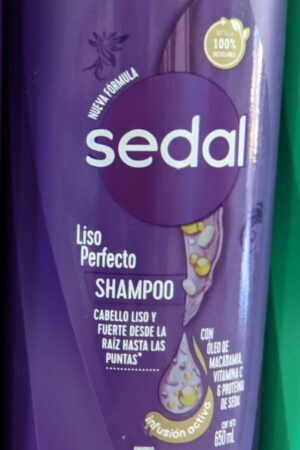 BOTELLA
100%
RECICLABLE
NUEVA FÓRMULA
sedal
Liso
Perfecto
SHAMPOO
CABELLO LISO Y
FUERTE DESDE LA
RAÍZ HASTA LAS
PUNTAS*
CON
ÓLEO DE
MACADAMIA,
VITAMINA C
& PROTEÍNA
DE SEDA
infusión activa
CONT. NETO
650 mL